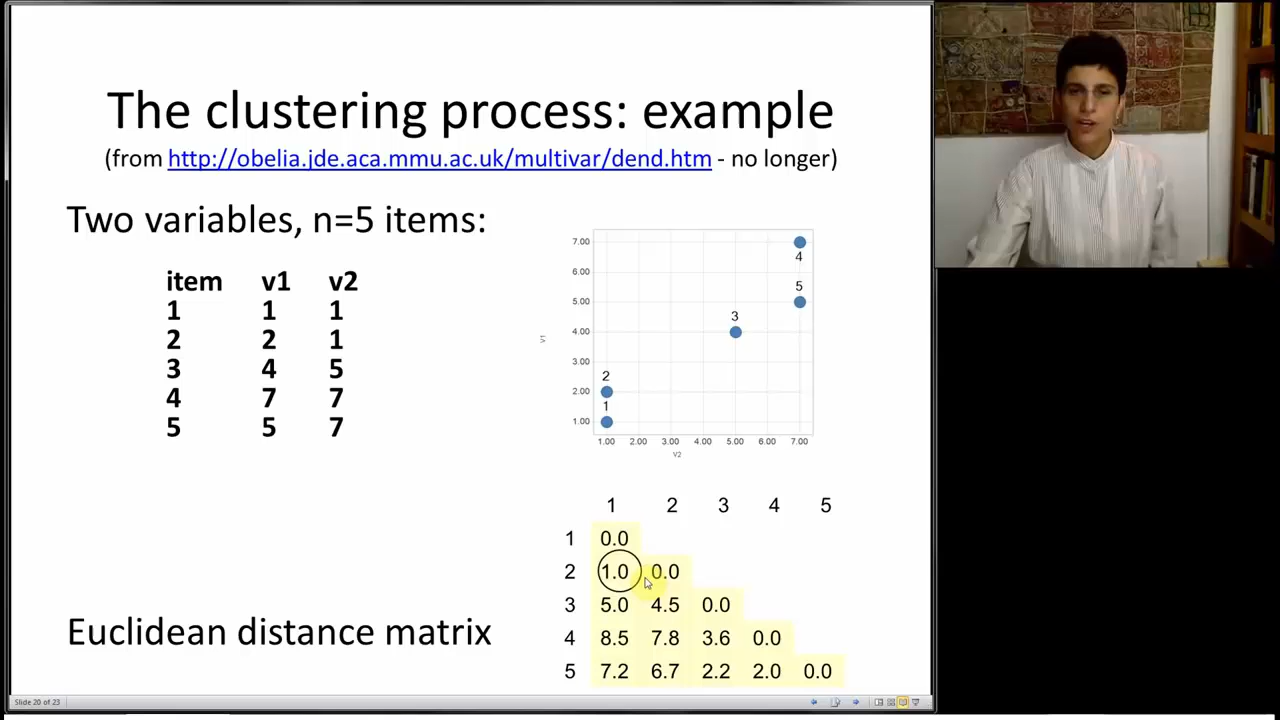 The clustering process: example
(from http://obelia.jde.aca.mmu.ac.uk/multivar/dend.htm - no longer)
Two variables, n=5 items:
item v1 v2
1 1 1
2 2 1
3 4 5
4 7 7
5 5 7
7.00
4
6.00
5
5.00
3
4.00
V1
3.00
2
2.00
1
1.00
1.00 2.00 3.00 4.00 5.00 6.00 7.00
V2
1 2 3 4 5
1 0.0
2 1.0 0.0
3 5.0 4.5 0.0
4 8.5 7.8 3.6 0.0
5 7.2 6.7 2.2 2.0 0.0
Euclidean distance matrix
Slide 20 of 23